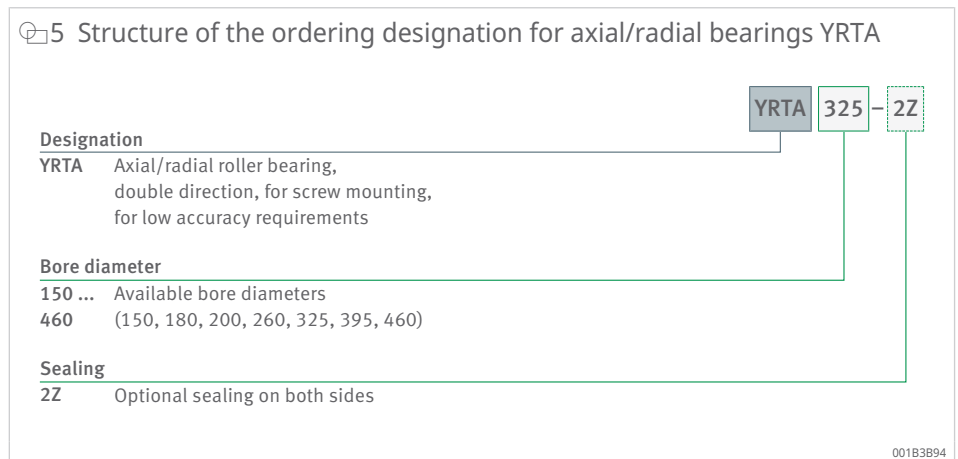 5 Structure of the ordering designation for axial/radial bearings YRTA
YRTA 325 – 2Z
Designation
YRTA Axial/radial roller bearing,
double direction, for screw mounting,
for low accuracy requirements
Bore diameter
150 ... Available bore diameters
460 (150, 180, 200, 260, 325, 395, 460)
Sealing
2Z Optional sealing on both sides
001B3B94